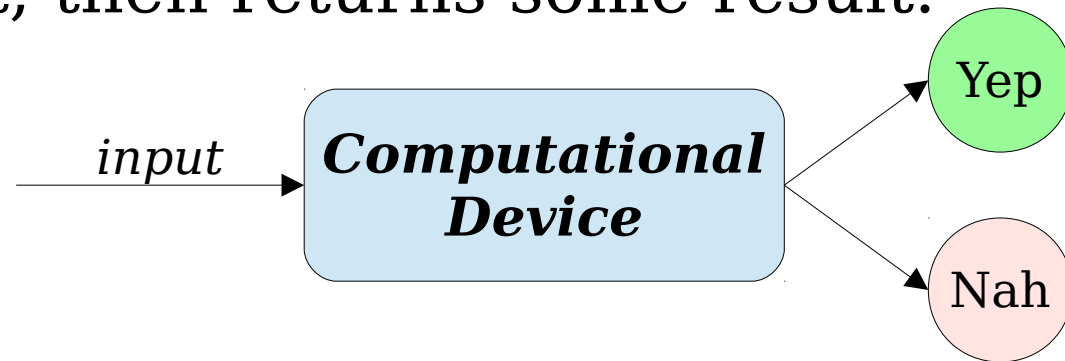 , then returns some result.
Yep
input
Computational
Device
Nah